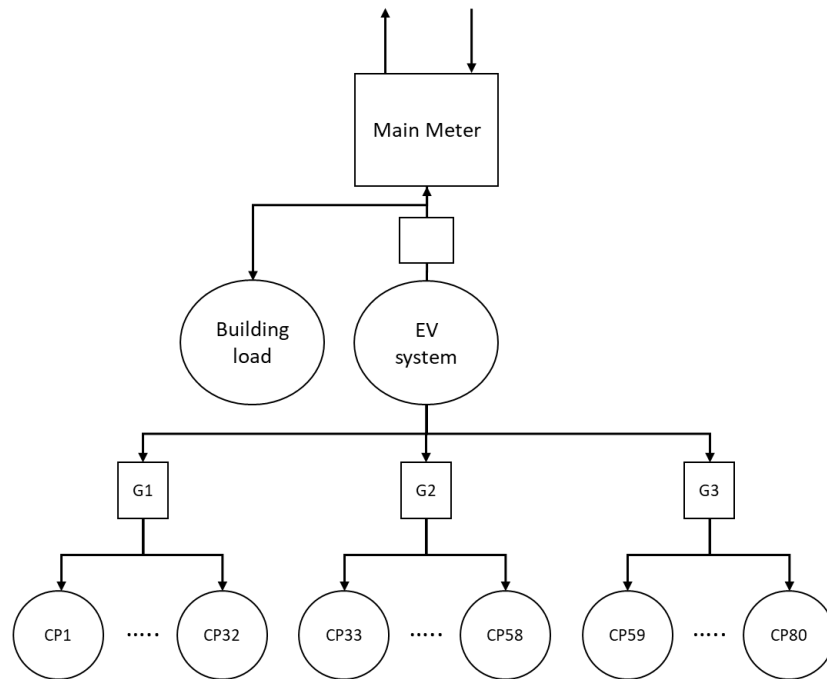 Main Meter
Building
load
EV
system
G1
G2
G3
CP1
.....
CP32
CP33
.....
CP58
CP59
.....
CP80